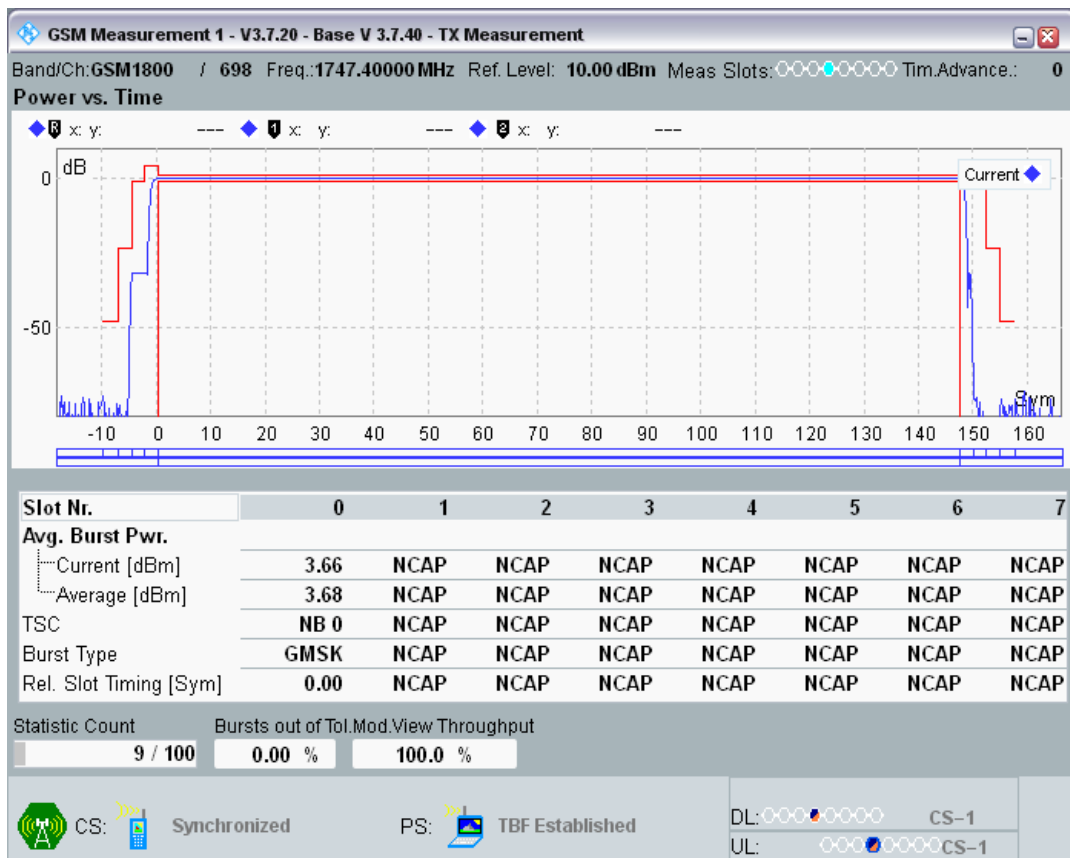 GSM Measurement 1 - V3.7.20 - Base V 3.7.40 - TX Measurement
Band/Ch:GSM1800 / 698 Freq.:1747.40000 MHz Ref. Level: 10.00 dBm Meas Slots: Tim.Advance.: 0
Power vs. Time
R x: y: --- 1 x: y: --- 2 x: y: ---
dB
0
Current
-50
Sym
-10 0 10 20 30 40 50 60 70 80 90 100 110 120 130 140 150 160
Slot Nr. 0 1 2 3 4 5 6 7
Avg. Burst Pwr.
Current [dBm] 3.66 NCAP NCAP NCAP NCAP NCAP NCAP NCAP
Average [dBm] 3.68 NCAP NCAP NCAP NCAP NCAP NCAP NCAP
TSC NB 0 NCAP NCAP NCAP NCAP NCAP NCAP NCAP
Burst Type GMSK NCAP NCAP NCAP NCAP NCAP NCAP NCAP
Rel. Slot Timing [Sym] 0.00 NCAP NCAP NCAP NCAP NCAP NCAP NCAP
Statistic Count Bursts out of Tol. Mod.View Throughput
9 / 100 0.00 % 100.0 %
CS: Synchronized PS: TBF Established
DL: CS-1
UL: CS-1